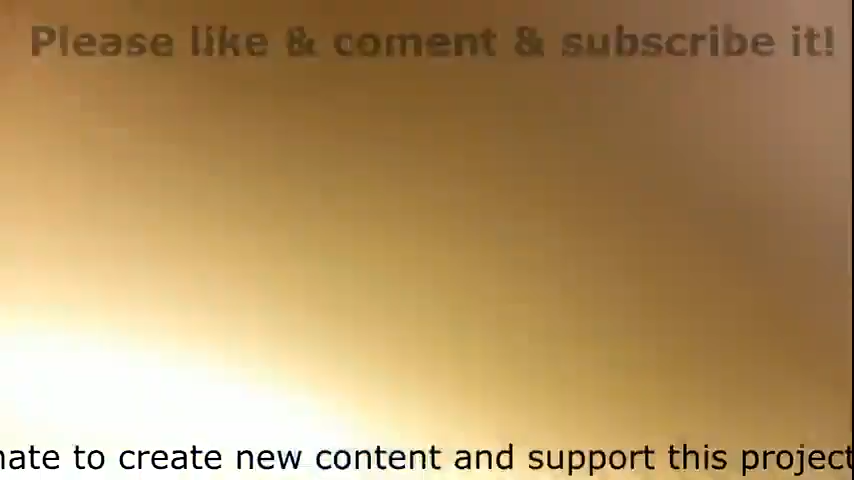 Please like & coment & subscribe it!
nate to create new content and support this project